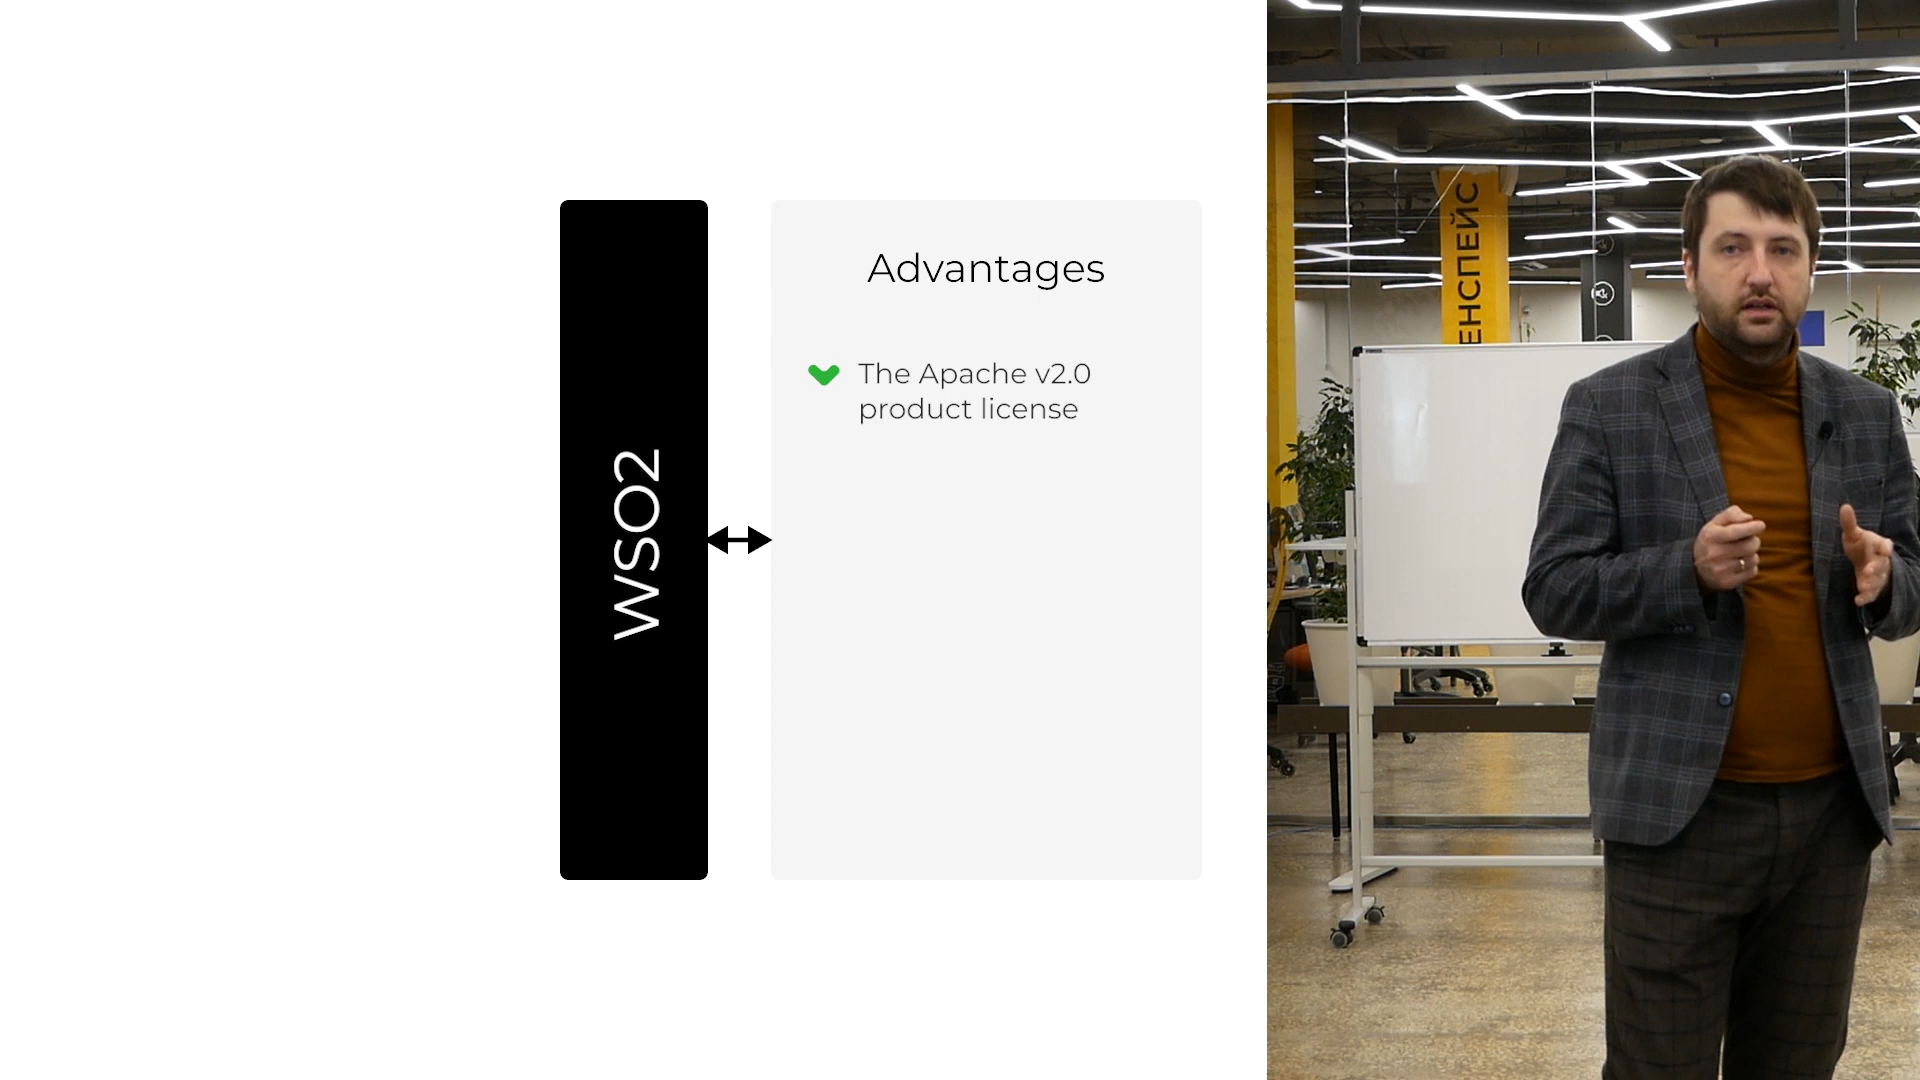 WSO2
Advantages
The Apache v2.0
product license
ЕНСПЕЙС